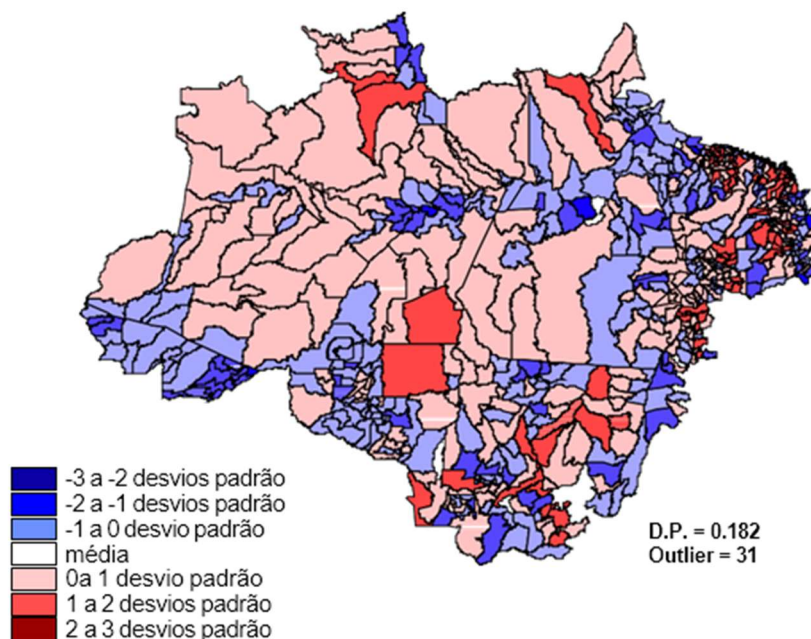 -3 a -2 desvios padrão
-2 a -1 desvios padrão
-1 a 0 desvio padrão
média
0a 1 desvio padrão
1 a 2 desvios padrão
2 a 3 desvios padrão
D.P. = 0.182
Outlier = 31